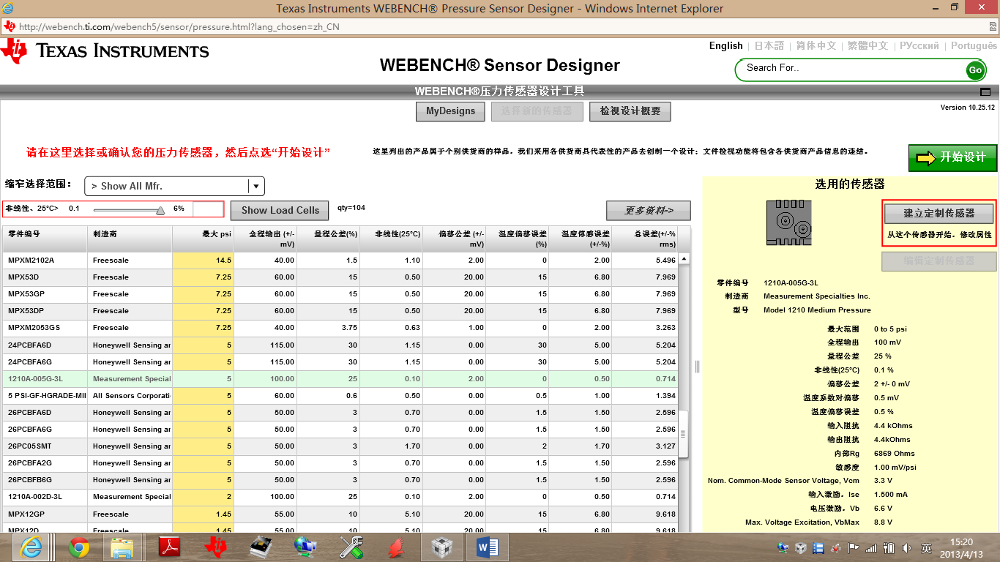 Texas Instruments WEBENCH® Pressure Sensor Designer - Windows Internet Explorer
http://webench.ti.com/webench5/sensor/pressure.html?lang_chosen=zh_CN
TEXAS INSTRUMENTS
English | 日本語 | 简体中文 | 繁體中文 | РУсский | Português
WEBENCH® Sensor Designer
Search For.. Go
WEBENCH®压力传感器设计工具
MyDesigns 选择新的传感器 检视设计概要
Version 10.25.12
请在这里选择或确认您的压力传感器，然后点选“开始设计”
这里列出的产品属于个别供货商的样品。我们采用各供货商具代表性的产品去创制一个设计；文件检视功能将包含各供货商产品信息的连结。
开始设计
缩窄选择范围： > Show All Mfr.
非线性、25°C> 0.1 6% Show Load Cells qty=104 更多资料->
零件编号 制造商 最大 psi 全程输出 (+/- mV) 量程公差(%) 非线性(25°C) 偏移公差 (+/- mV) 温度偏移误差 (%) 温度傆感误差 (+/-%) 总误差(+/-% rms)
MPXM2102A Freescale 14.5 40.00 1.5 1.10 2.00 0 2.00 5.496
MPX53D Freescale 7.25 60.00 15 0.50 20.00 15 6.80 7.969
MPX53GP Freescale 7.25 60.00 15 0.50 20.00 15 6.80 7.969
MPX53DP Freescale 7.25 60.00 15 0.50 20.00 15 6.80 7.969
MPXM2053GS Freescale 7.25 40.00 3.75 0.63 1.00 0 2.00 3.263
24PCBFA6D Honeywell Sensing ar 5 115.00 30 1.15 0.00 30 5.00 5.204
24PCBFA6G Honeywell Sensing ar 5 115.00 30 1.15 0.00 30 5.00 5.204
1210A-005G-3L Measurement Special 5 100.00 25 0.10 2.00 0 0.50 0.714
5 PSI-GF-HGRADE-MII All Sensors Corporati 5 60.00 0.6 0.50 0.00 0.5 1.00 1.394
26PCBFA6D Honeywell Sensing ar 5 50.00 3 0.70 0.00 1.5 1.50 2.596
26PCBFA6G Honeywell Sensing ar 5 50.00 3 0.70 0.00 1.5 1.50 2.596
26PC05SMT Honeywell Sensing ar 5 50.00 3 1.70 0.00 2 1.70 3.127
26PCBFA2G Honeywell Sensing ar 5 50.00 3 0.70 0.00 1.5 1.50 2.596
26PCBFB6G Honeywell Sensing ar 5 50.00 3 0.70 0.00 1.5 1.50 2.596
1210A-002D-3L Measurement Special 2 100.00 25 0.10 2.00 0 0.50 0.714
MPX12GP Freescale 1.45 55.00 10 5.10 20.00 15 6.80 9.618
MPX12D Freescale 1.45 55.00 10 5.10 20.00 15 6.80 9.618
选用的传感器
建立定制传感器
从这个传感器开始。修改属性
编辑定制传感器
零件编号 1210A-005G-3L
制造商 Measurement Specialties Inc.
型号 Model 1210 Medium Pressure
最大范围 0 to 5 psi
全程输出 100 mV
量程公差 25 %
非线性(25°C) 0.1 %
偏移公差 2 +/- 0 mV
温度系数对偏移 0.5 mV
温度偏移误差 0.5 %
输入阻抗 4.4 kOhms
输出阻抗 4.4kOhms
内部Rg 6869 Ohms
敏感度 1.00 mV/psi
Nom. Common-Mode Sensor Voltage, Vcm 3.3 V
输入激励。Ise 1.500 mA
电压激励。Vb 6.6 V
Max. Voltage Excitation, VbMax 8.8 V
英
15:20
2013/4/13